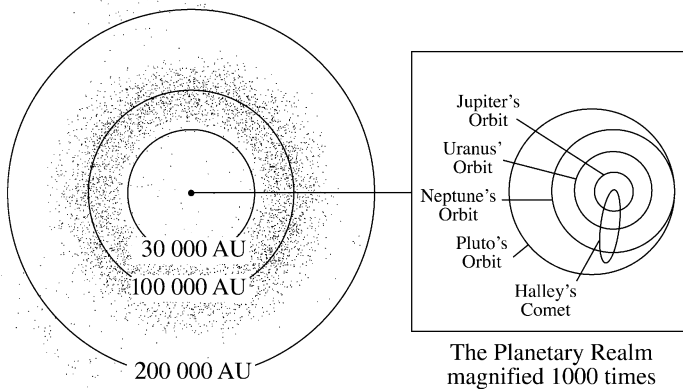 30 000 AU
100 000 AU
200 000 AU
Jupiter's
Orbit
Uranus'
Orbit
Neptune's
Orbit
Pluto's
Orbit
Halley's
Comet
The Planetary Realm
magnified 1000 times